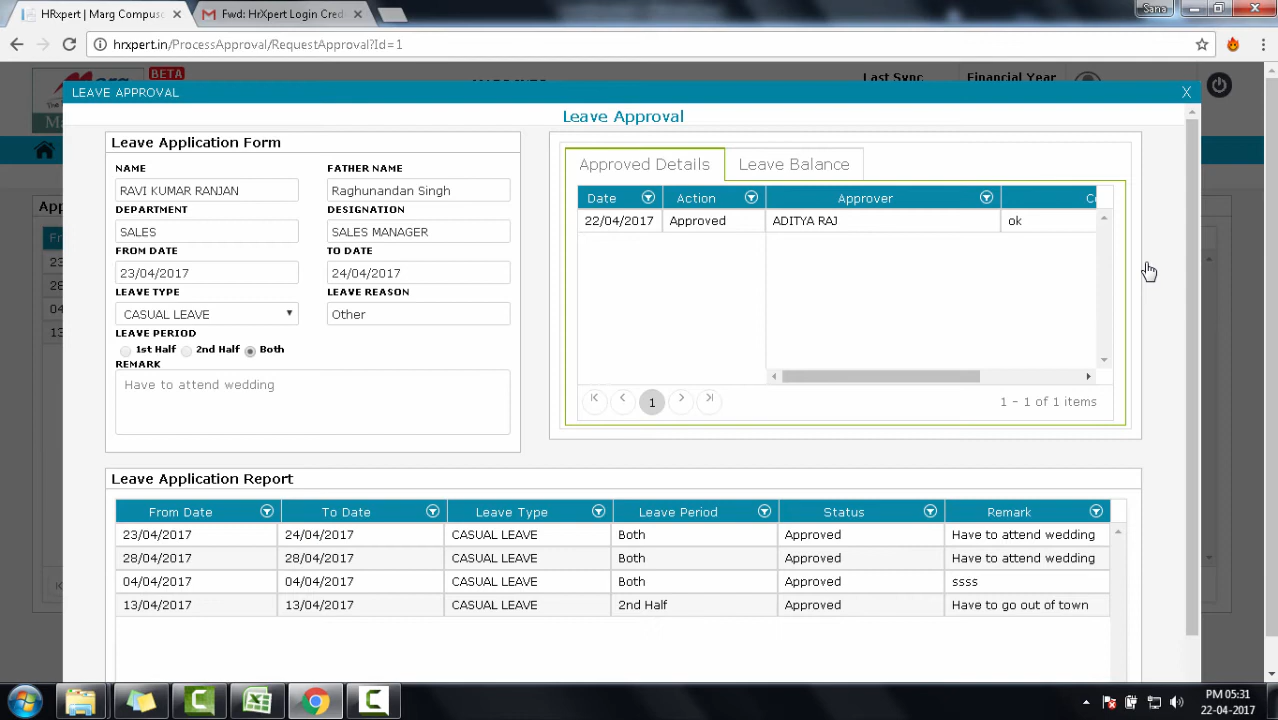 HRxpert | Marg Compuse
Fwd: HrXpert Login Cred
Sana
hrxpert.in/ProcessApproval/RequestApproval?Id=1
BETA
Last Sync
Financial Year
LEAVE APPROVAL
X
Leave Approval
Leave Application Form
NAME
FATHER NAME
RAVI KUMAR RANJAN
Raghunandan Singh
DEPARTMENT
DESIGNATION
SALES
SALES MANAGER
FROM DATE
TO DATE
23/04/2017
24/04/2017
LEAVE TYPE
LEAVE REASON
CASUAL LEAVE
Other
LEAVE PERIOD
1st Half 2nd Half Both
REMARK
Have to attend wedding
Approved Details Leave Balance
Date Action Approver
22/04/2017 Approved ADITYA RAJ ok
1
1 - 1 of 1 items
Leave Application Report
From Date To Date Leave Type Leave Period Status Remark
23/04/2017 24/04/2017 CASUAL LEAVE Both Approved Have to attend wedding
28/04/2017 28/04/2017 CASUAL LEAVE Both Approved Have to attend wedding
04/04/2017 04/04/2017 CASUAL LEAVE Both Approved ssss
13/04/2017 13/04/2017 CASUAL LEAVE 2nd Half Approved Have to go out of town
PM 05:31
22-04-2017